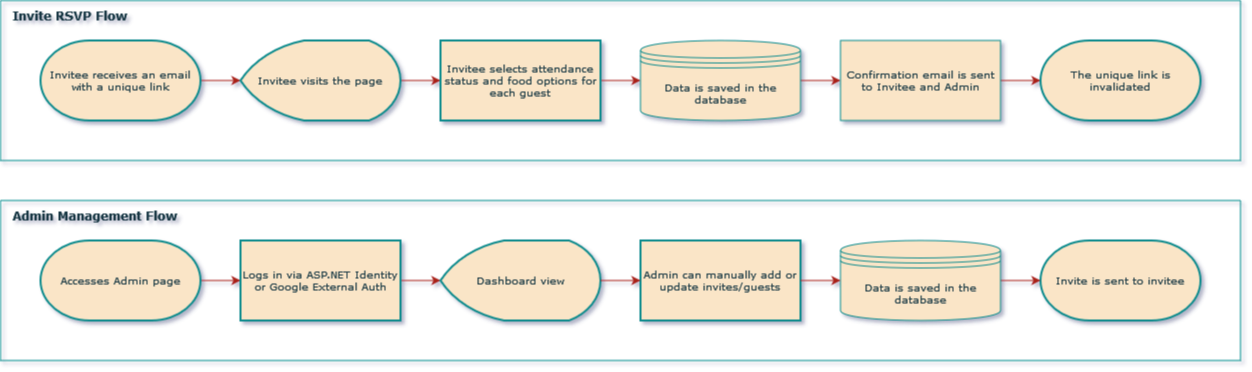 Invite RSVP Flow
Invitee receives an email
with a unique link
Invitee visits the page
Invitee selects attendance
status and food options for
each guest
Data is saved in the
database
Confirmation email is sent
to Invitee and Admin
The unique link is
invalidated
Admin Management Flow
Accesses Admin page
Logs in via ASP.NET Identity
or Google External Auth
Dashboard view
Admin can manually add or
update invites/guests
Data is saved in the
database
Invite is sent to invitee